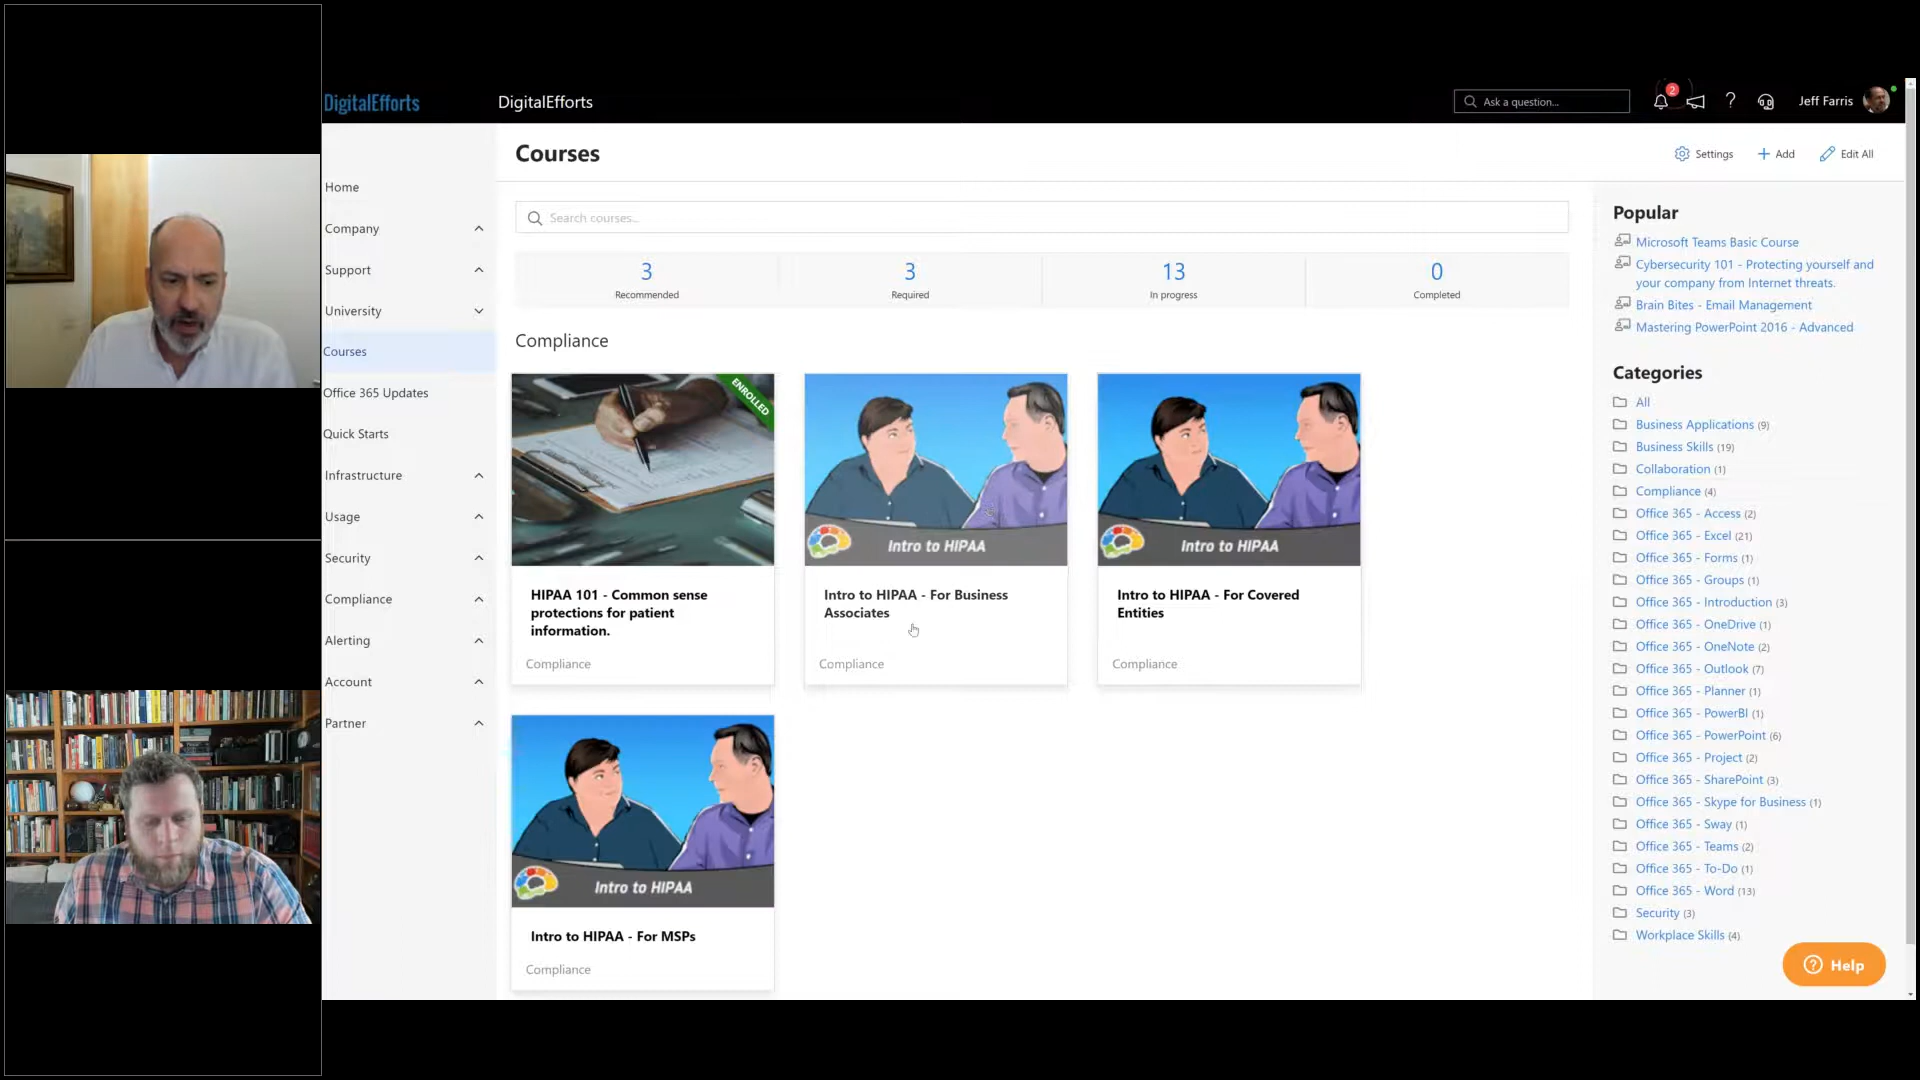 DigitalEfforts
DigitalEfforts
Ask a question...
2
?
Jeff Farris
Home
Company
Support
University
Courses
Office 365 Updates
Quick Starts
Infrastructure
Usage
Security
Compliance
Alerting
Account
Partner
Courses
Settings
Add
Edit All
Search courses...
3
Recommended
3
Required
13
In progress
0
Completed
Compliance
ENROLLED
HIPAA 101 - Common sense
protections for patient
information.
Compliance
Intro to HIPAA
Intro to HIPAA - For Business
Associates
Compliance
Intro to HIPAA
Intro to HIPAA - For Covered
Entities
Compliance
Intro to HIPAA
Intro to HIPAA - For MSPs
Compliance
Popular
Microsoft Teams Basic Course
Cybersecurity 101 - Protecting yourself and
your company from Internet threats.
Brain Bites - Email Management
Mastering PowerPoint 2016 - Advanced
Categories
All
Business Applications (9)
Business Skills (19)
Collaboration (1)
Compliance (4)
Office 365 - Access (2)
Office 365 - Excel (21)
Office 365 - Forms (1)
Office 365 - Groups (1)
Office 365 - Introduction (3)
Office 365 - OneDrive (1)
Office 365 - OneNote (2)
Office 365 - Outlook (7)
Office 365 - Planner (1)
Office 365 - PowerBI (1)
Office 365 - PowerPoint (6)
Office 365 - Project (2)
Office 365 - SharePoint (3)
Office 365 - Skype for Business (1)
Office 365 - Sway (1)
Office 365 - Teams (2)
Office 365 - To-Do (1)
Office 365 - Word (13)
Security (3)
Workplace Skills (4)
? Help